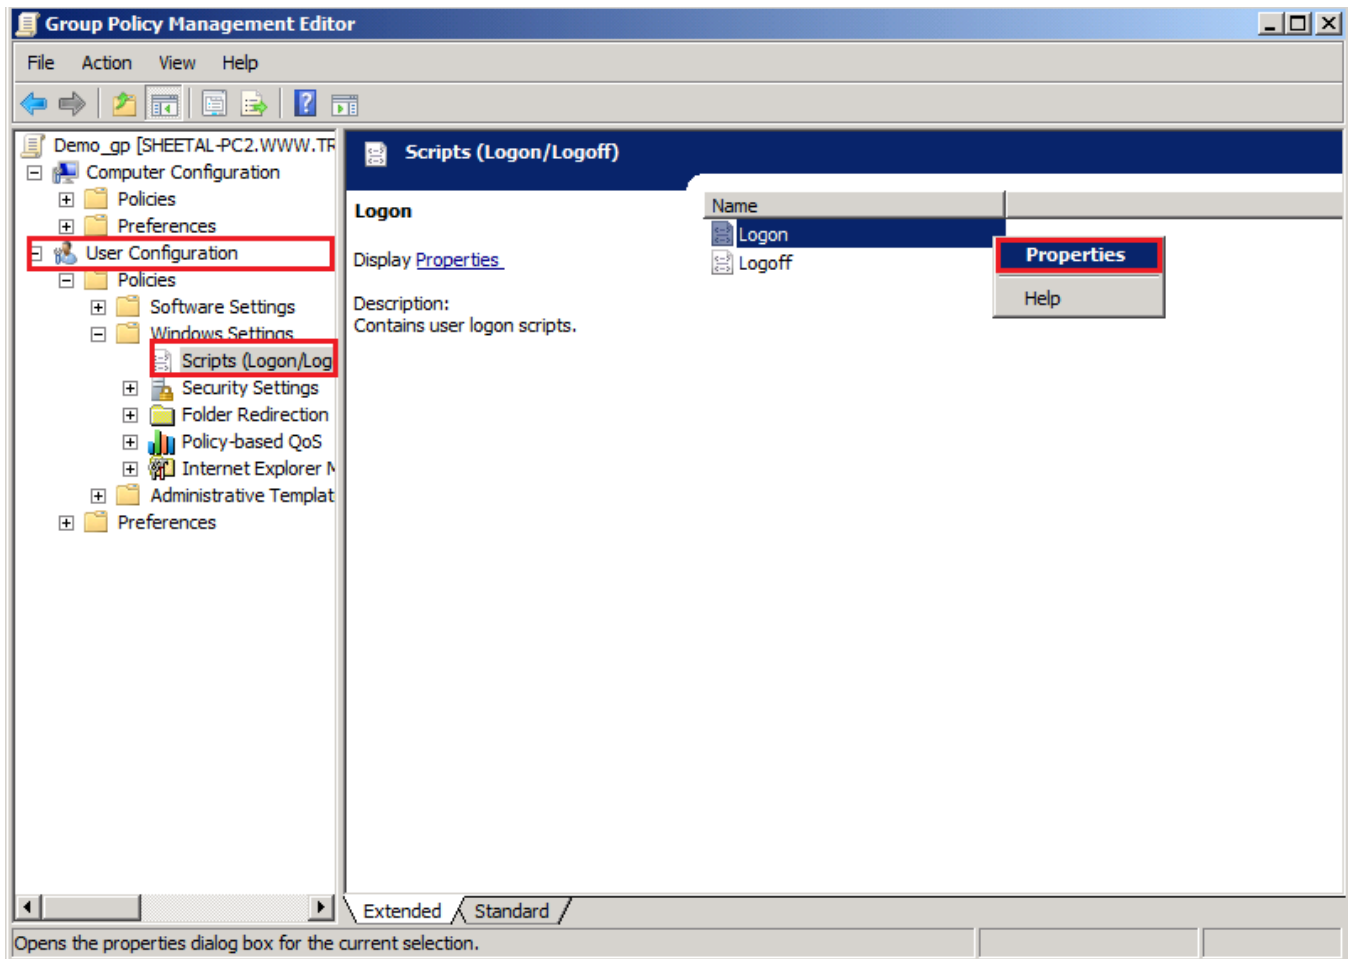 Group Policy Management Editor
File Action View Help
Demo_gp [SHEETAL-PC2.WWW.TR
Computer Configuration
Policies
Preferences
User Configuration
Policies
Software Settings
Windows Settings
Scripts (Logon/Log
Security Settings
Folder Redirection
Policy-based QoS
Internet Explorer M
Administrative Templat
Preferences
Scripts (Logon/Logoff)
Logon
Display Properties
Description:
Contains user logon scripts.
Name
Logon
Logoff
Properties
Help
Extended Standard
Opens the properties dialog box for the current selection.